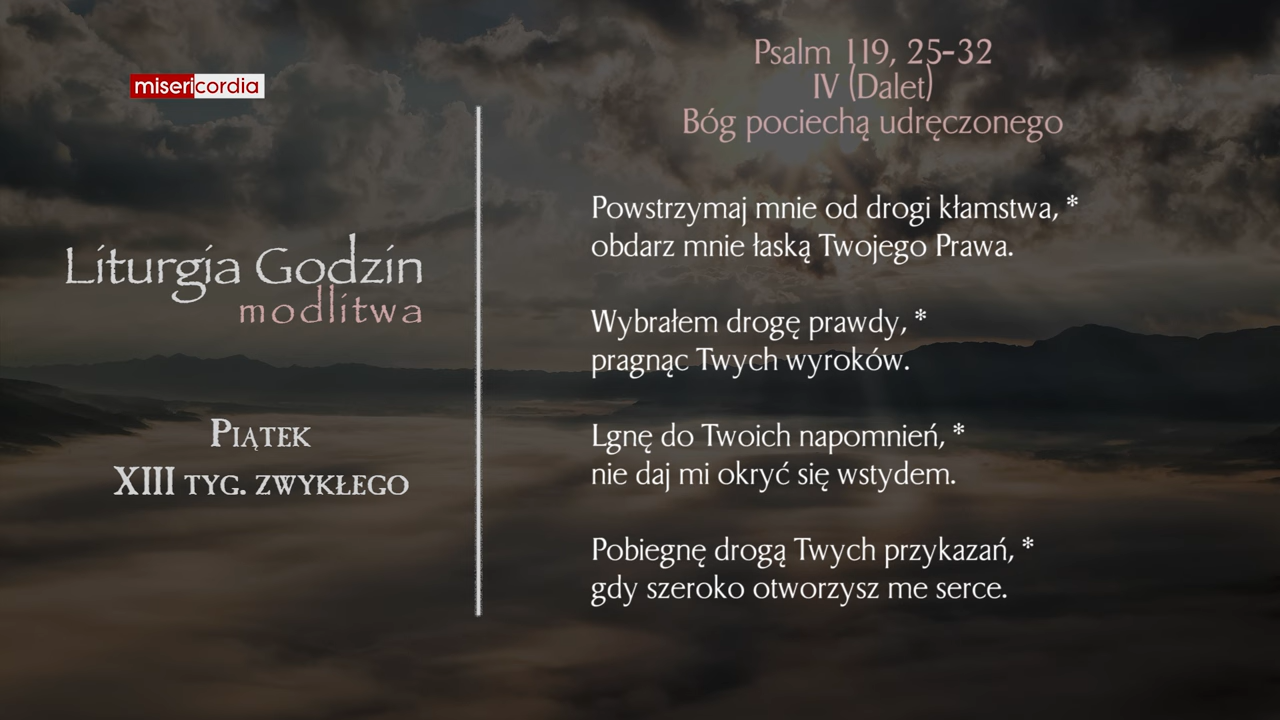 misericordia
Liturgia Godzin
modlitwa
Piątek
XIII tyg. zwykłego
Psalm 119, 25-32
IV (Dalet)
Bóg pociechą udręczonego
Powstrzymaj mnie od drogi kłamstwa, *
obdarz mnie łaską Twojego Prawa.
Wybrałem drogę prawdy, *
pragnąc Twych wyroków.
Lgnę do Twoich napomnień, *
nie daj mi okryć się wstydem.
Pobiegnę drogą Twych przykazań, *
gdy szeroko otworzysz me serce.